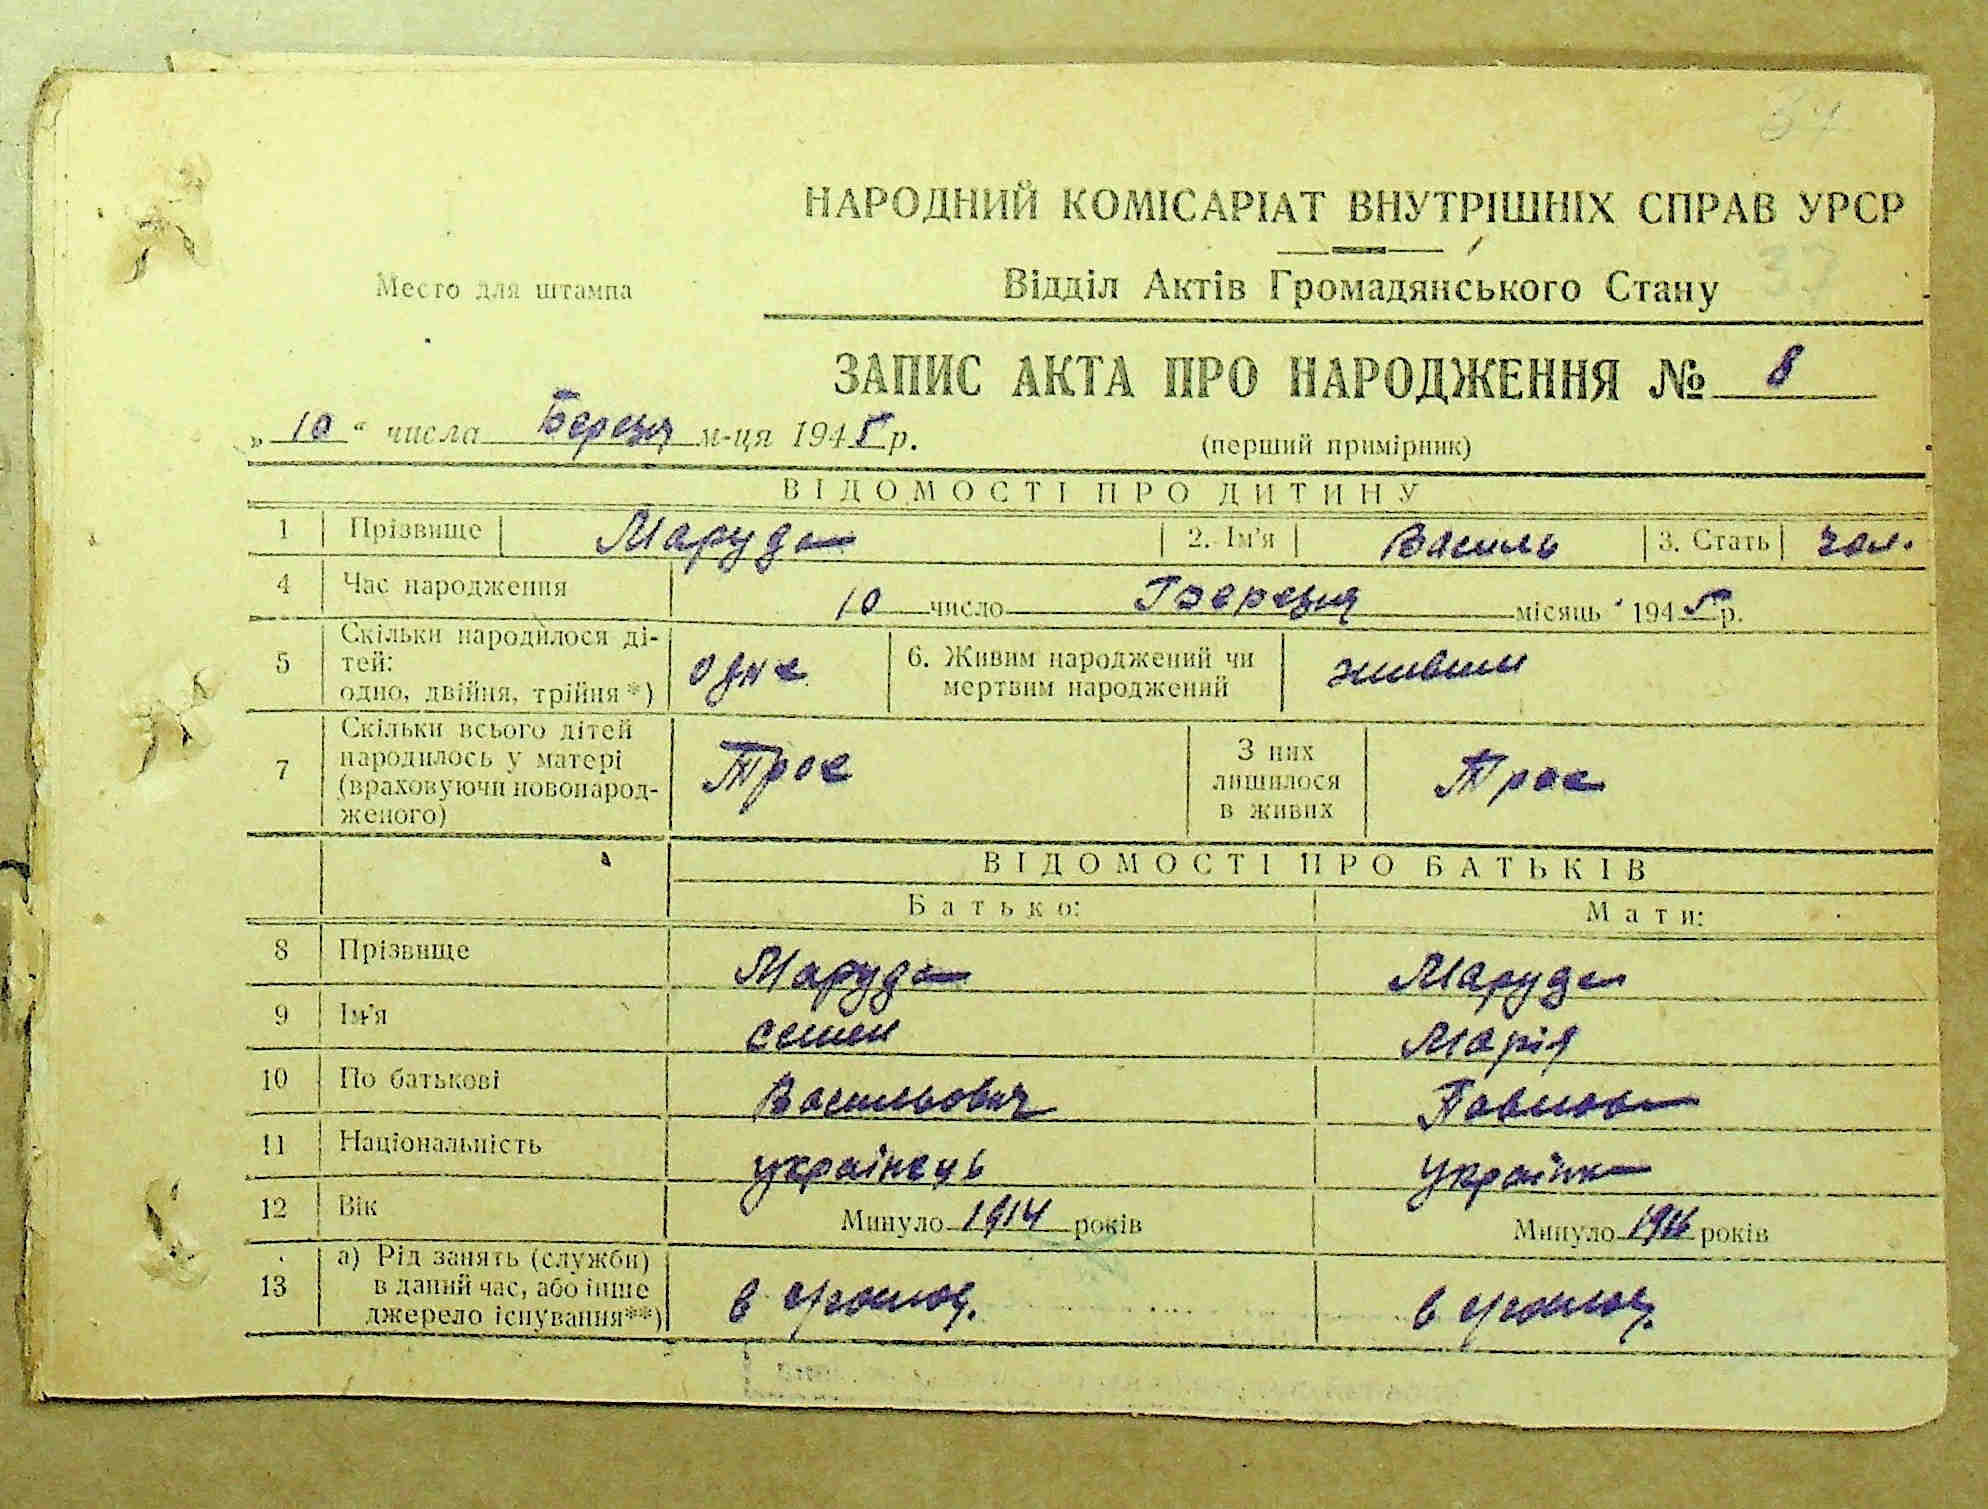 НАРОДНИЙ КОМІСАРІАТ ВНУТРІШНІХ СПРАВ УРСР
Место для штампа
Відділ Актів Громадянського Стану
ЗАПИС АКТА ПРО НАРОДЖЕННЯ № 8
„ 10 “ числа Березня м-ця 1945 р.
(перший примірник)
ВІДОМОСТІ ПРО ДИТИНУ
1 Прізвище Маруда 2. Ім'я Василь 3. Стать чол.
4 Час народження 10 число Березня місяць 1945 р.
5 Скільки народилося ді-
тей:
одно, двійня, трійня*) одне 6. Живим народжений чи
мертвим народжений живим
7 Скільки всього дітей
народилось у матері
(враховуючи новонарод-
женого) Троє З них
лишилося
в живих Троє
ВІДОМОСТІ ПРО БАТЬКІВ
Батько: Мати:
8 Прізвище Маруда Маруда
9 Ім'я Семен Марія
10 По батькові Васильович Павлова
11 Національність українець Українка
12 Вік Минуло 1914 років Минуло 1916 років
13 а) Рід занять (служби)
в даний час, або інше
джерело існування**) в
в